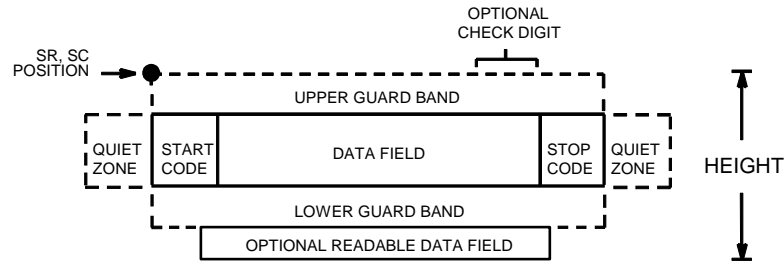 OPTIONAL
CHECK DIGIT
SR, SC
POSITION
UPPER GUARD BAND
QUIET
ZONE
START
CODE
DATA FIELD
STOP
CODE
QUIET
ZONE
HEIGHT
LOWER GUARD BAND
OPTIONAL READABLE DATA FIELD